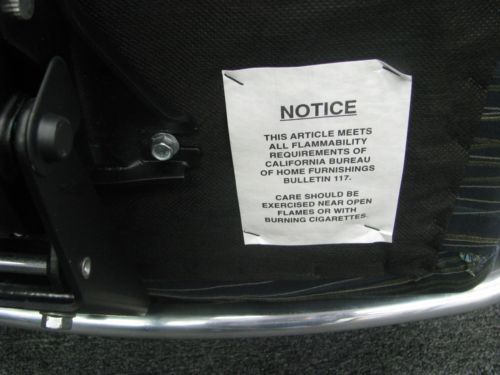 NOTICE
THIS ARTICLE MEETS
ALL FLAMMABILITY
REQUIREMENTS OF
CALIFORNIA BUREAU
OF HOME FURNISHINGS
BULLETIN 117.
CARE SHOULD BE
EXERCISED NEAR OPEN
FLAMES OR WITH
BURNING CIGARETTES.